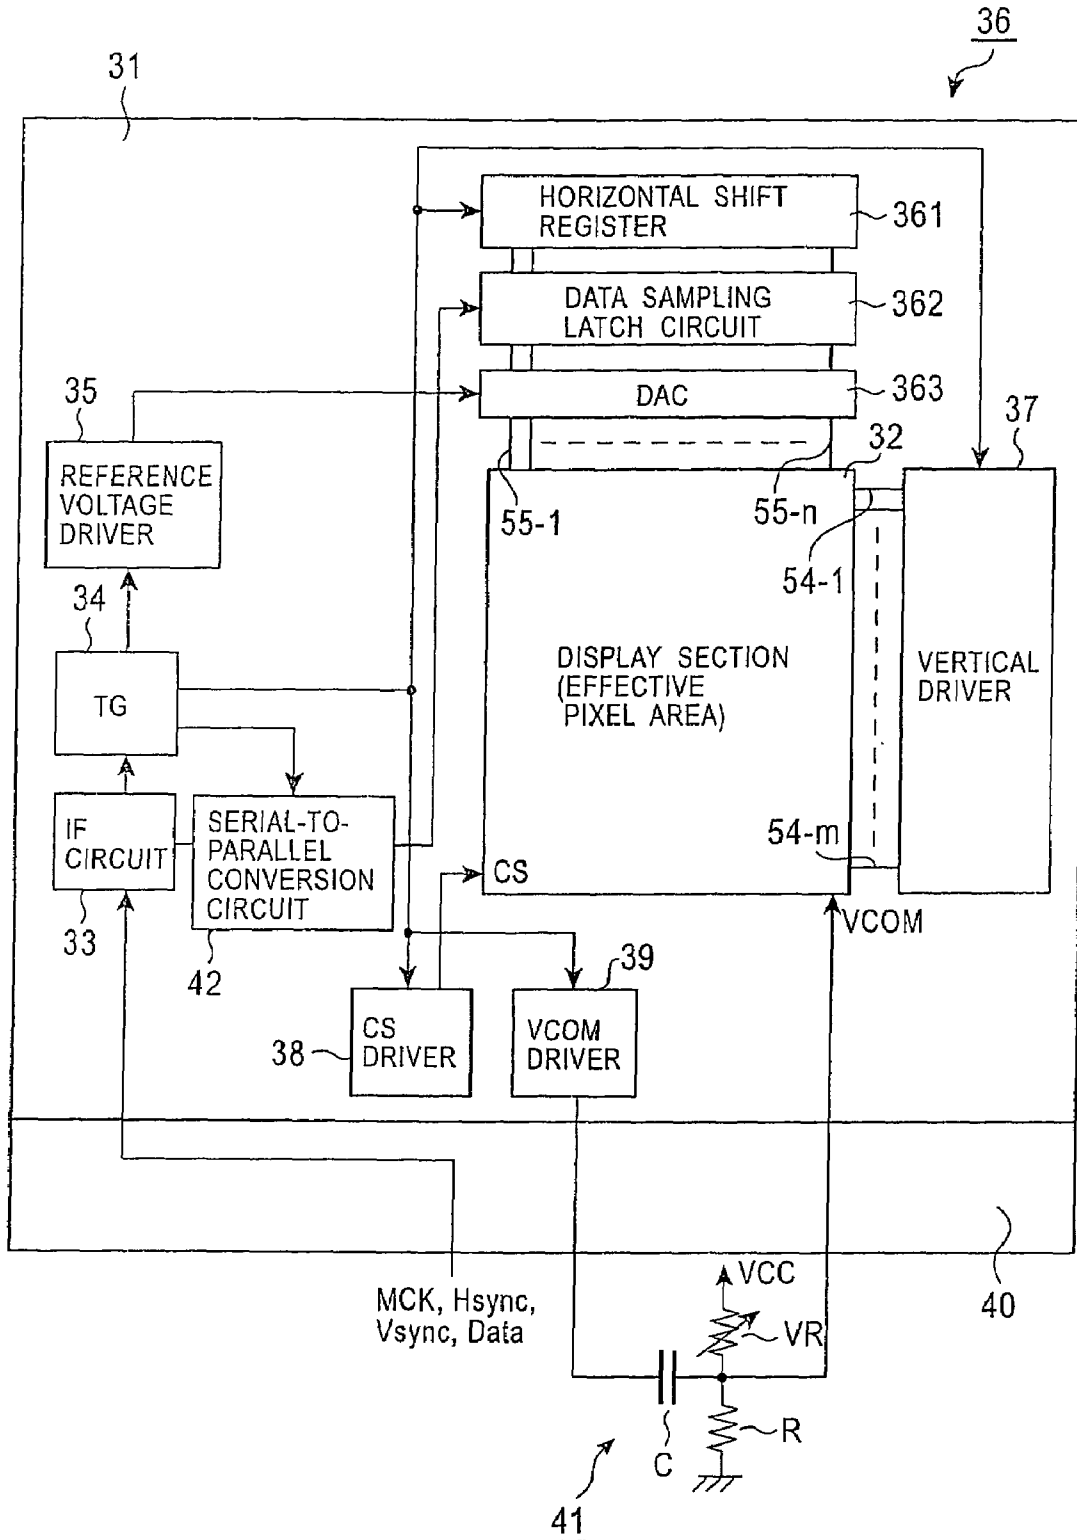 36
31
HORIZONTAL SHIFT
REGISTER
361
DATA SAMPLING
LATCH CIRCUIT
362
DAC
363
35
REFERENCE
VOLTAGE
DRIVER
32
37
55-1
55-n
54-1
34
TG
DISPLAY SECTION
(EFFECTIVE
PIXEL AREA)
VERTICAL
DRIVER
IF
CIRCUIT
33
SERIAL-TO-
PARALLEL
CONVERSION
CIRCUIT
42
54-m
CS
VCOM
39
38
CS
DRIVER
VCOM
DRIVER
MCK, Hsync,
Vsync, Data
VCC
VR
40
R
C
41